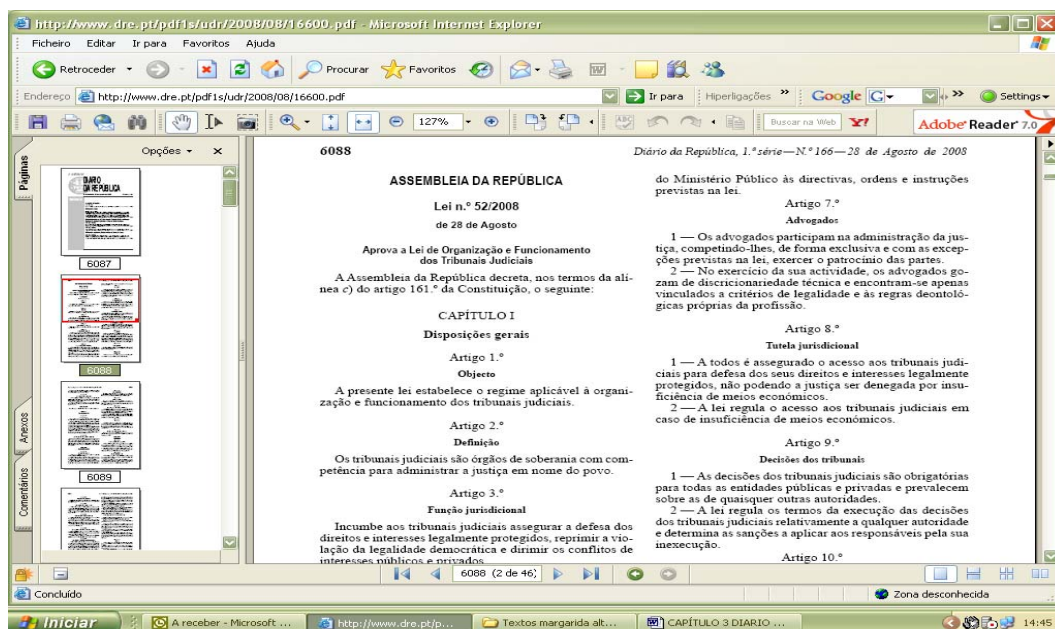 http://www.dre.pt/pdf1s/udr/2008/08/16600.pdf - Microsoft Internet Explorer
Ficheiro Editar Ir para Favoritos Ajuda
Retroceder Procurar Favoritos
Endereço http://www.dre.pt/pdf1s/udr/2008/08/16600.pdf Ir para Hiperligações » Google G » Settings
127% Buscar na Web Y! Adobe Reader 7.0
Páginas
Anexos
Comentários
Opções x
DIÁRIO
DA REPÚBLICA
6087
6088
6089
6088 Diário da República, 1.ª série—N.º 166—28 de Agosto de 2008
ASSEMBLEIA DA REPÚBLICA
Lei n.º 52/2008
de 28 de Agosto
Aprova a Lei de Organização e Funcionamento
dos Tribunais Judiciais
A Assembleia da República decreta, nos termos da alí-
nea c) do artigo 161.º da Constituição, o seguinte:
CAPÍTULO I
Disposições gerais
Artigo 1.º
Objecto
A presente lei estabelece o regime aplicável à organi-
zação e funcionamento dos tribunais judiciais.
Artigo 2.º
Definição
Os tribunais judiciais são órgãos de soberania com com-
petência para administrar a justiça em nome do povo.
Artigo 3.º
Função jurisdicional
Incumbe aos tribunais judiciais assegurar a defesa dos
direitos e interesses legalmente protegidos, reprimir a vio-
lação da legalidade democrática e dirimir os conflitos de
interesses públicos e privados
do Ministério Público às directivas, ordens e instruções
previstas na lei.
Artigo 7.º
Advogados
1 — Os advogados participam na administração da jus-
tiça, competindo-lhes, de forma exclusiva e com as excep-
ções previstas na lei, exercer o patrocínio das partes.
2 — No exercício da sua actividade, os advogados go-
zam de discricionariedade técnica e encontram-se apenas
vinculados a critérios de legalidade e às regras deontoló-
gicas próprias da profissão.
Artigo 8.º
Tutela jurisdicional
1 — A todos é assegurado o acesso aos tribunais judi-
ciais para defesa dos seus direitos e interesses legalmente
protegidos, não podendo a justiça ser denegada por insu-
ficiência de meios económicos.
2 — A lei regula o acesso aos tribunais judiciais em
caso de insuficiência de meios económicos.
Artigo 9.º
Decisões dos tribunais
1 — As decisões dos tribunais judiciais são obrigatórias
para todas as entidades públicas e privadas e prevalecem
sobre as de quaisquer outras autoridades.
2 — A lei regula os termos da execução das decisões
dos tribunais judiciais relativamente a qualquer autoridade
e determina as sanções a aplicar aos responsáveis pela sua
inexecução.
Artigo 10.º
6088 (2 de 46)
Concluído Zona desconhecida
Iniciar A receber - Microsoft ... http://www.dre.pt/p... Textos margarida alt... CAPÍTULO 3 DIARIO ... 14:45